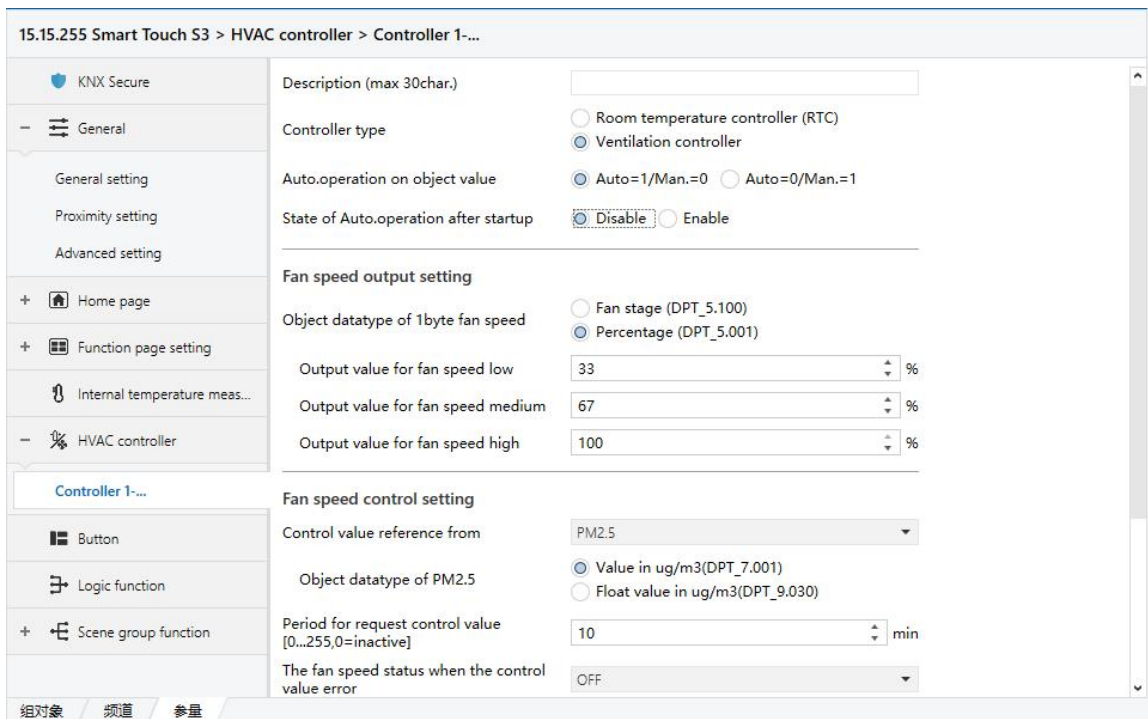 15.15.255 Smart Touch S3 > HVAC controller > Controller 1-...
KNX Secure
General
General setting
Proximity setting
Advanced setting
Home page
Function page setting
Internal temperature meas...
HVAC controller
Controller 1-...
Button
Logic function
Scene group function
Description (max 30char.)
Controller type
Room temperature controller (RTC)
Ventilation controller
Auto.operation on object value
Auto=1/Man.=0 Auto=0/Man.=1
State of Auto.operation after startup
Disable Enable
Fan speed output setting
Object datatype of 1byte fan speed
Fan stage (DPT_5.100)
Percentage (DPT_5.001)
Output value for fan speed low 33 %
Output value for fan speed medium 67 %
Output value for fan speed high 100 %
Fan speed control setting
Control value reference from PM2.5
Object datatype of PM2.5
Value in ug/m3(DPT_7.001)
Float value in ug/m3(DPT_9.030)
Period for request control value
[0...255,0=inactive]
10 min
The fan speed status when the control
value error
OFF
组对象 频道 参量